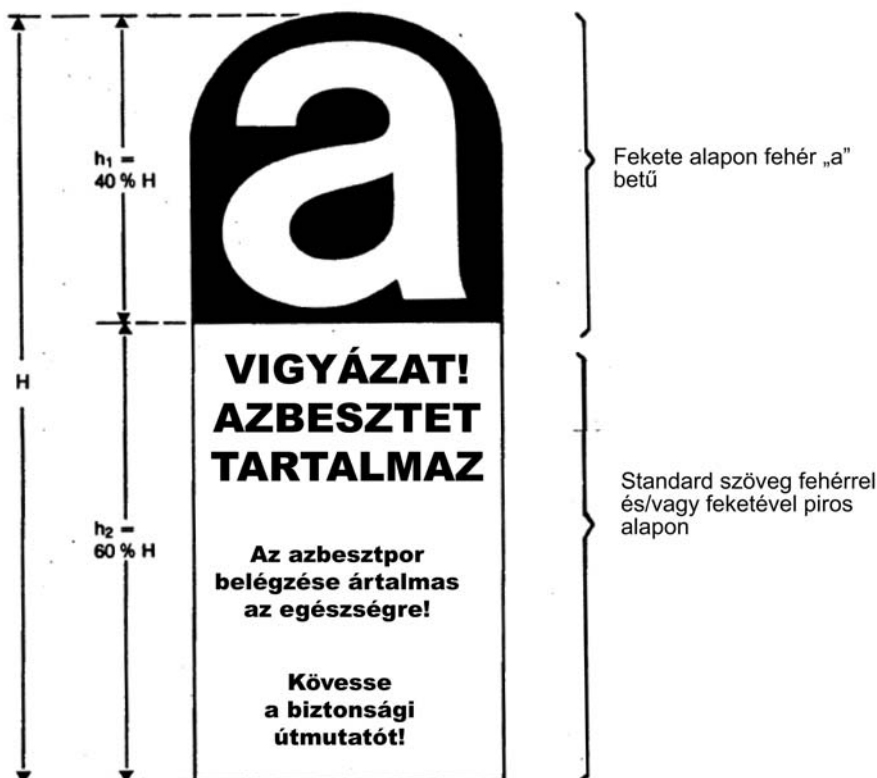 h₁ =
40 % H
a
Fekete alapon fehér „a”
betű
H
VIGYÁZAT!
AZBESZTET
TARTALMAZ
h₂ =
60 % H
Az azbesztpor
belégzése ártalmas
az egészségre!
Kövesse
a biztonsági
útmutatót!
Standard szöveg fehérrel
és/vagy feketével piros
alapon